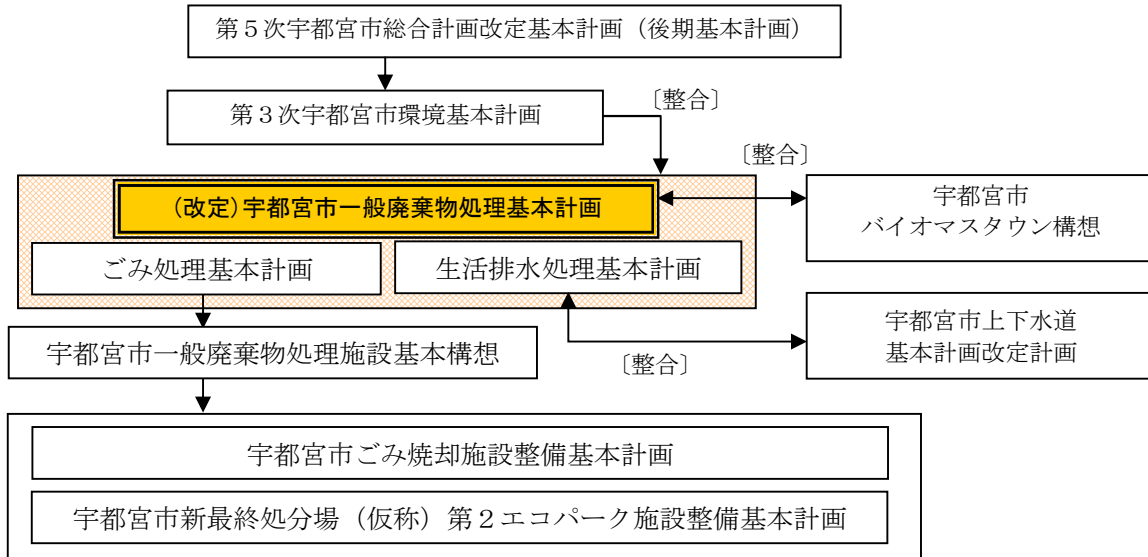 第５次宇都宮市総合計画改定基本計画（後期基本計画）
第３次宇都宮市環境基本計画
〔整合〕
〔整合〕
（改定）宇都宮市一般廃棄物処理基本計画
宇都宮市
バイオマスタウン構想
ごみ処理基本計画
生活排水処理基本計画
宇都宮市上下水道
基本計画改定計画
宇都宮市一般廃棄物処理施設基本構想
〔整合〕
宇都宮市ごみ焼却施設整備基本計画
宇都宮市新最終処分場（仮称）第２エコパーク施設整備基本計画